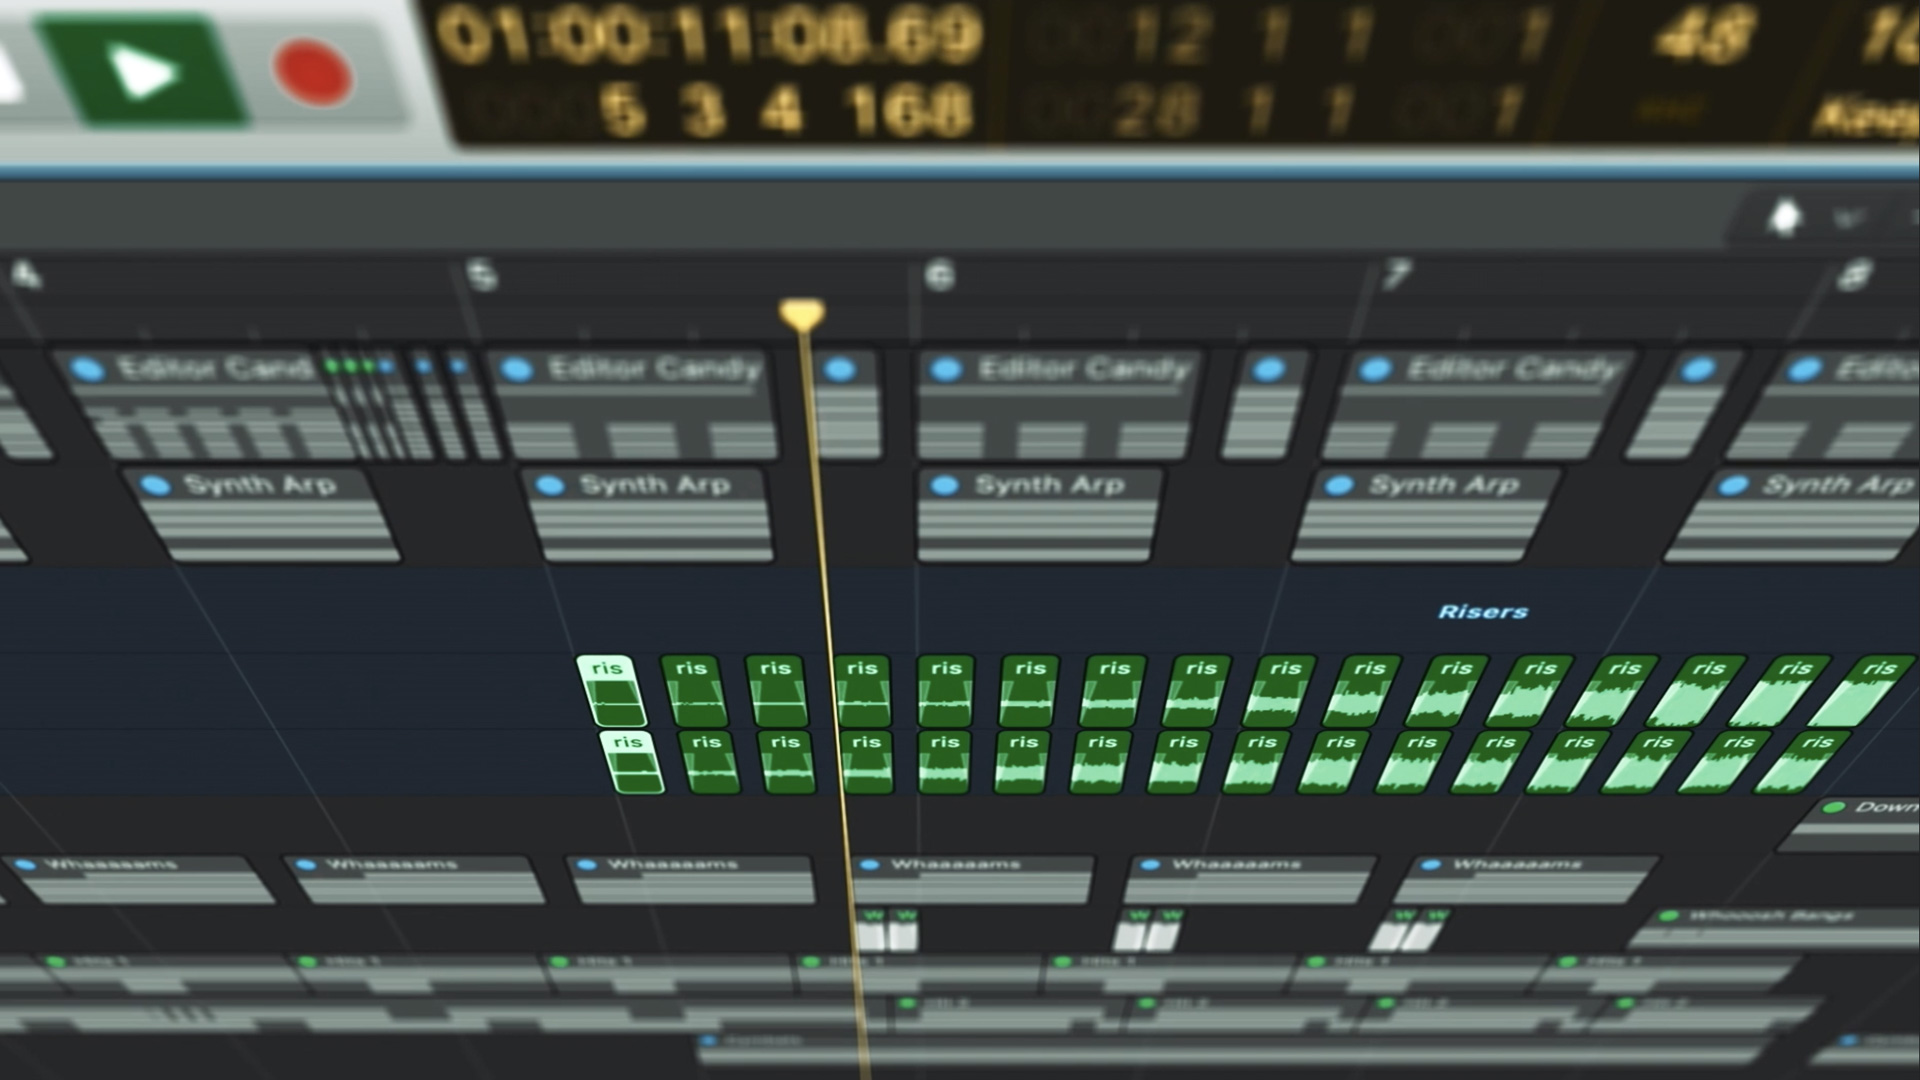 01:00:11:08.69 12 1 1 1 48
5 3 4 168 28 1 1 1
4 5 6 7 8
Editor Cand Editor Candy Editor Candy Editor Candy Edito
Synth Arp Synth Arp Synth Arp Synth Arp Synth Arp
Risers
ris ris ris ris ris ris ris ris ris ris ris ris ris ris ris ris
ris ris ris ris ris ris ris ris ris ris ris ris ris ris ris ris
Down
Whaaaaams Whaaaaams Whaaaaams Whaaaaams Whaaaaams Whaaaaams
W W W W W W
Whooosh Bangs